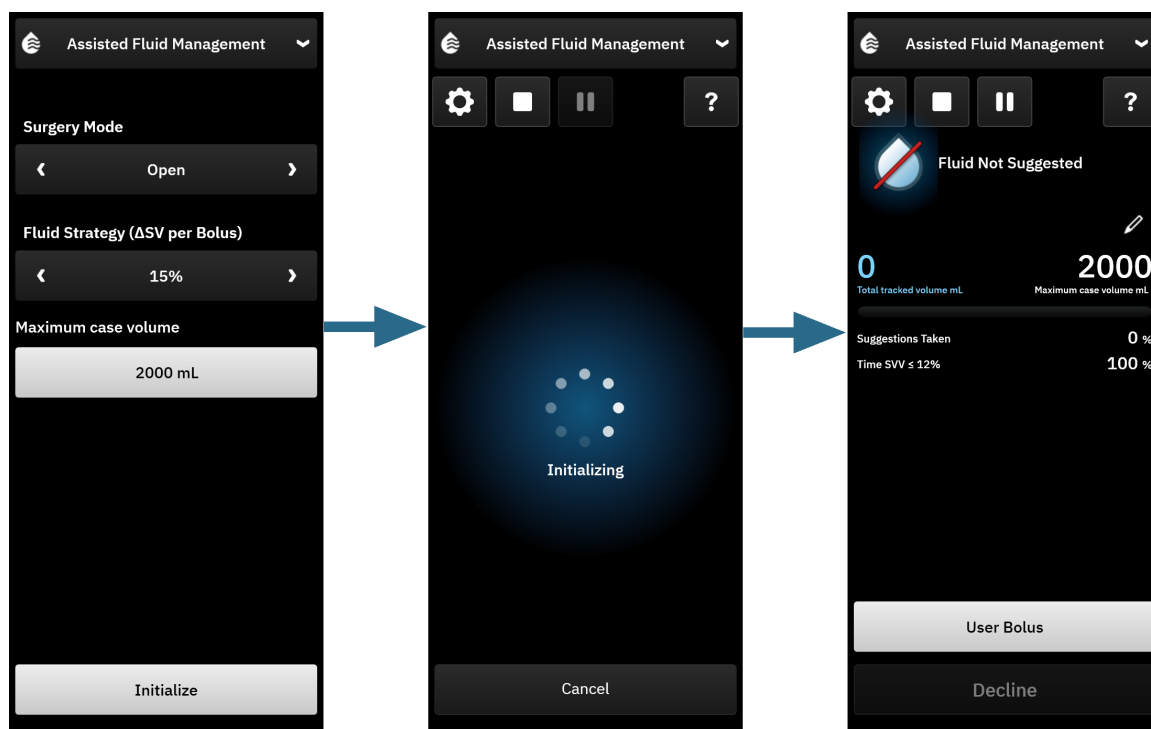 Assisted Fluid Management
Surgery Mode
Open
Fluid Strategy (ΔSV per Bolus)
15%
Maximum case volume
2000 mL
Initialize
Assisted Fluid Management
?
Initializing
Cancel
Assisted Fluid Management
?
Fluid Not Suggested
0 2000
Total tracked volume mL Maximum case volume mL
Suggestions Taken 0 %
Time SVV ≤ 12% 100 %
User Bolus
Decline